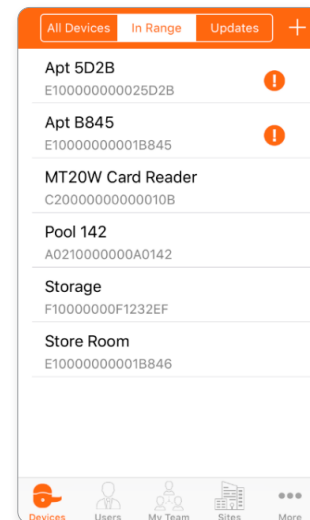 All Devices In Range Updates +
Apt 5D2B
E100000000025D2B
Apt B845
E10000000001B845
MT20W Card Reader
C20000000000010B
Pool 142
A0210000000A0142
Storage
F10000000F1232EF
Store Room
E10000000001B846
Devices Users My Team Sites More